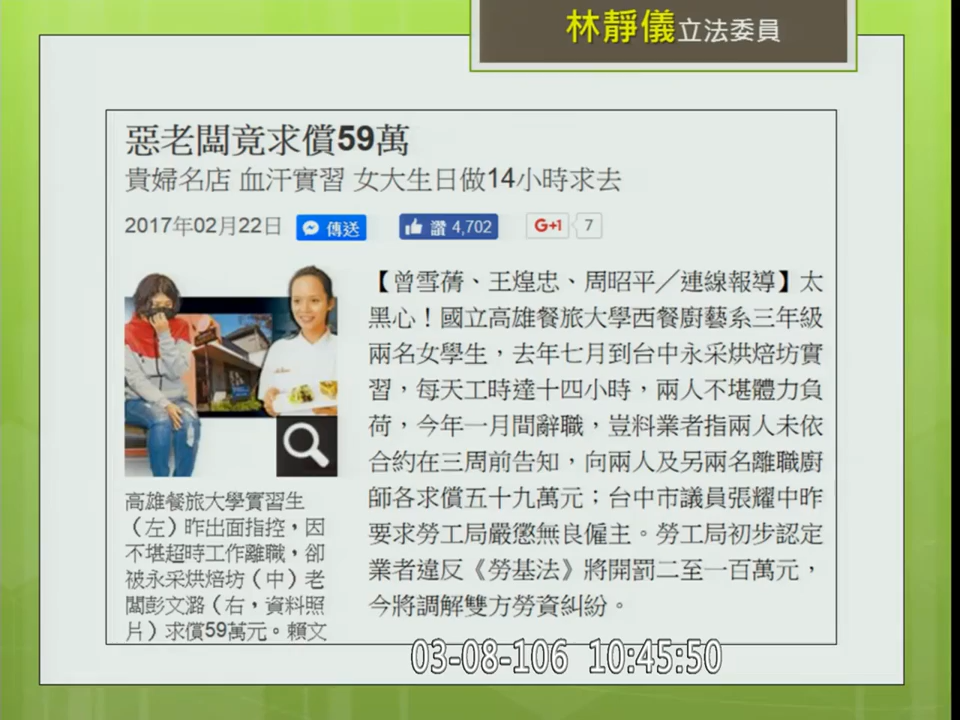 林靜儀立法委員
惡老闆竟求償59萬
貴婦名店 血汗實習 女大生日做14小時求去
2017年02月22日 傳送 讚 4,702 G+1 7
【曾雪蒨、王煌忠、周昭平／連線報導】太
黑心！國立高雄餐旅大學西餐廚藝系三年級
兩名女學生，去年七月到台中永采烘焙坊實
習，每天工時達十四小時，兩人不堪體力負
荷，今年一月間辭職，豈料業者指兩人未依
合約在三周前告知，向兩人及另兩名離職廚
師各求償五十九萬元；台中市議員張耀中昨
要求勞工局嚴懲無良僱主。勞工局初步認定
業者違反《勞基法》將開罰二至一百萬元，
今將調解雙方勞資糾紛。
高雄餐旅大學實習生
（左）昨出面指控，因
不堪超時工作離職，卻
被永采烘焙坊（中）老
闆彭文潞（右，資料照
片）求償59萬元。賴文
03-08-106 10:45:50